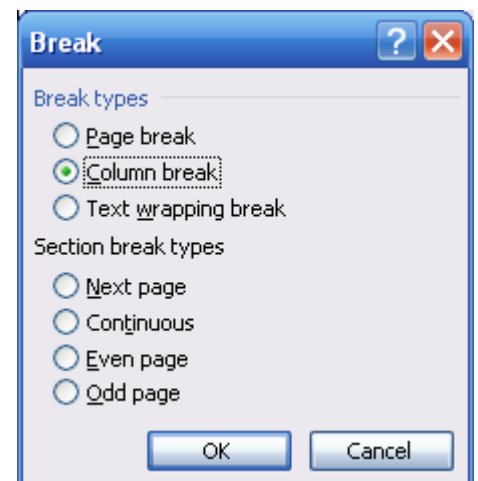 Break
?
Break types
Page break
Column break
Text wrapping break
Section break types
Next page
Continuous
Even page
Odd page
OK Cancel